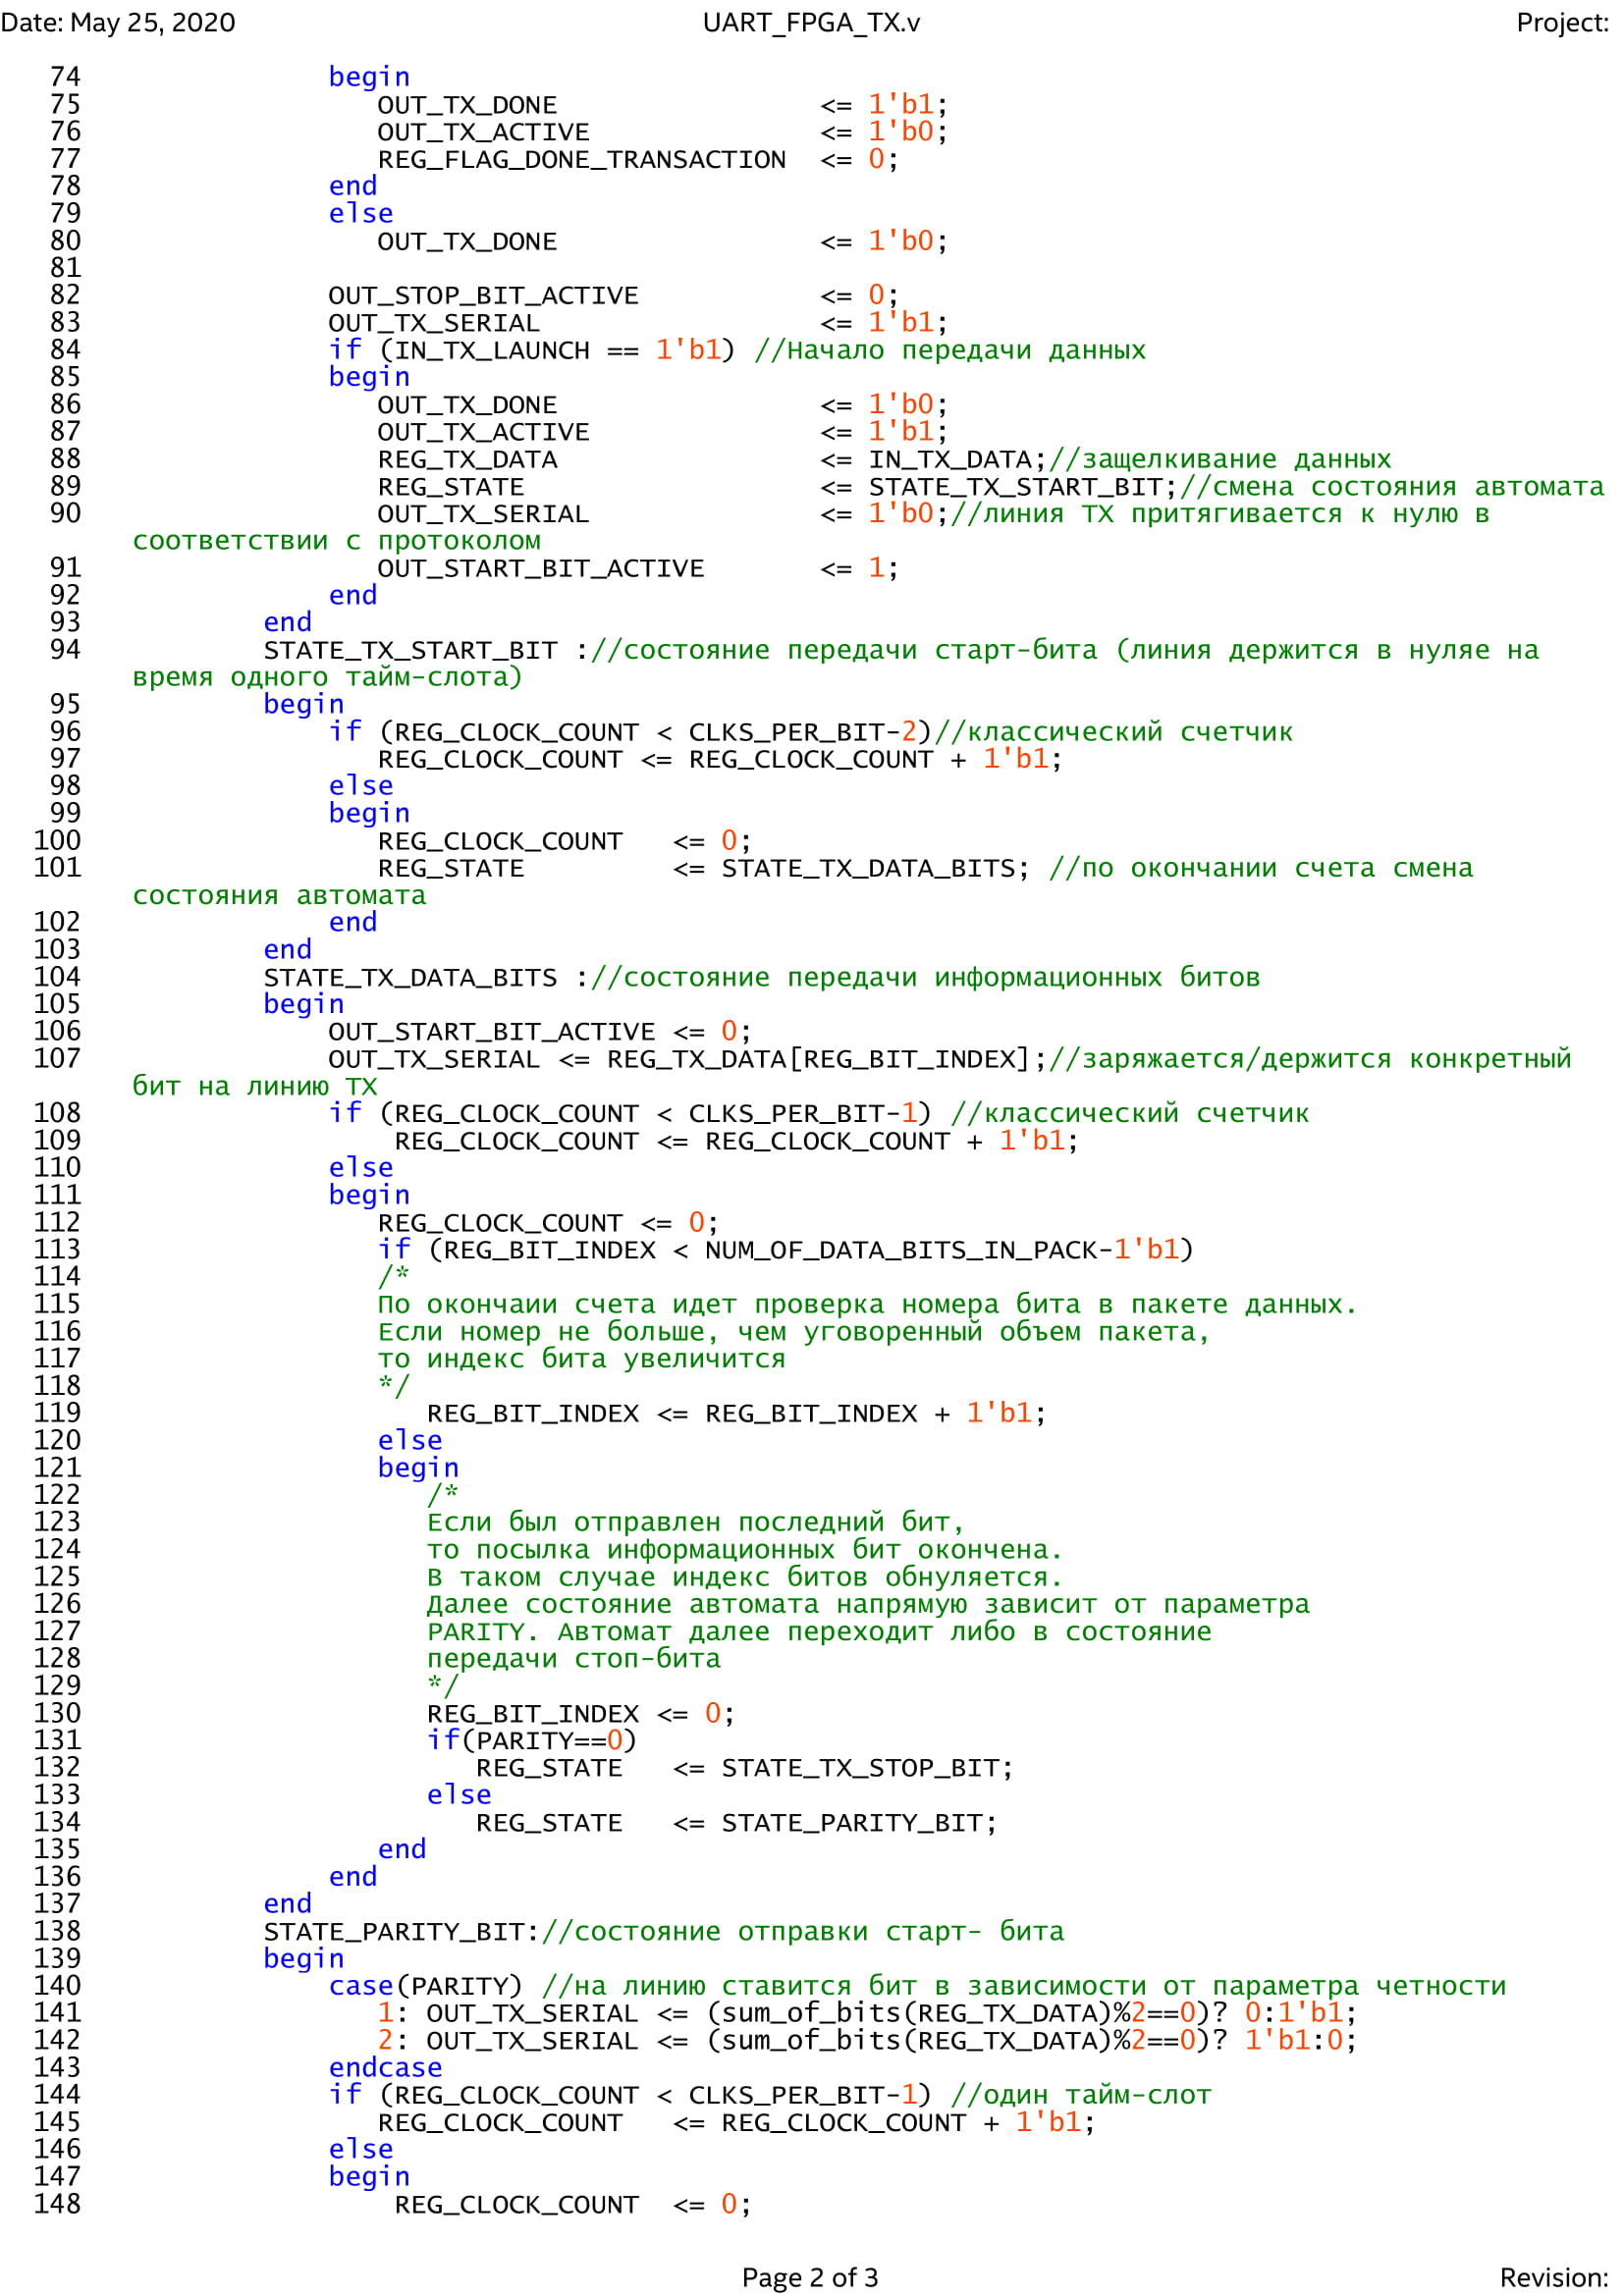 Date: May 25, 2020 UART_FPGA_TX.v Project:
74 begin
75 OUT_TX_DONE <= 1'b1;
76 OUT_TX_ACTIVE <= 1'b0;
77 REG_FLAG_DONE_TRANSACTION <= 0;
78 end
79 else
80 OUT_TX_DONE <= 1'b0;
81
82 OUT_STOP_BIT_ACTIVE <= 0;
83 OUT_TX_SERIAL <= 1'b1;
84 if (IN_TX_LAUNCH == 1'b1) //Начало передачи данных
85 begin
86 OUT_TX_DONE <= 1'b0;
87 OUT_TX_ACTIVE <= 1'b1;
88 REG_TX_DATA <= IN_TX_DATA;//защелкивание данных
89 REG_STATE <= STATE_TX_START_BIT;//смена состояния автомата
90 OUT_TX_SERIAL <= 1'b0;//линия TX притягивается к нулю в
соответствии с протоколом
91 OUT_START_BIT_ACTIVE <= 1;
92 end
93 end
94 STATE_TX_START_BIT ://состояние передачи старт-бита (линия держится в нуляе на
время одного тайм-слота)
95 begin
96 if (REG_CLOCK_COUNT < CLKS_PER_BIT-2)//классический счетчик
97 REG_CLOCK_COUNT <= REG_CLOCK_COUNT + 1'b1;
98 else
99 begin
100 REG_CLOCK_COUNT <= 0;
101 REG_STATE <= STATE_TX_DATA_BITS; //по окончании счета смена
состояния автомата
102 end
103 end
104 STATE_TX_DATA_BITS ://состояние передачи информационных битов
105 begin
106 OUT_START_BIT_ACTIVE <= 0;
107 OUT_TX_SERIAL <= REG_TX_DATA[REG_BIT_INDEX];//заряжается/держится конкретный
бит на линию TX
108 if (REG_CLOCK_COUNT < CLKS_PER_BIT-1) //классический счетчик
109 REG_CLOCK_COUNT <= REG_CLOCK_COUNT + 1'b1;
110 else
111 begin
112 REG_CLOCK_COUNT <= 0;
113 if (REG_BIT_INDEX < NUM_OF_DATA_BITS_IN_PACK-1'b1)
114 /*
115 По окончаии счета идет проверка номера бита в пакете данных.
116 Если номер не больше, чем уговоренный объем пакета,
117 то индекс бита увеличится
118 */
119 REG_BIT_INDEX <= REG_BIT_INDEX + 1'b1;
120 else
121 begin
122 /*
123 Если был отправлен последний бит,
124 то посылка информационных бит окончена.
125 В таком случае индекс битов обнуляется.
126 Далее состояние автомата напрямую зависит от параметра
127 PARITY. Автомат далее переходит либо в состояние
128 передачи стоп-бита
129 */
130 REG_BIT_INDEX <= 0;
131 if(PARITY==0)
132 REG_STATE <= STATE_TX_STOP_BIT;
133 else
134 REG_STATE <= STATE_PARITY_BIT;
135 end
136 end
137 end
138 STATE_PARITY_BIT://состояние отправки старт- бита
139 begin
140 case(PARITY) //на линию ставится бит в зависимости от параметра четности
141 1: OUT_TX_SERIAL <= (sum_of_bits(REG_TX_DATA)%2==0)? 0:1'b1;
142 2: OUT_TX_SERIAL <= (sum_of_bits(REG_TX_DATA)%2==0)? 1'b1:0;
143 endcase
144 if (REG_CLOCK_COUNT < CLKS_PER_BIT-1) //один тайм-слот
145 REG_CLOCK_COUNT <= REG_CLOCK_COUNT + 1'b1;
146 else
147 begin
148 REG_CLOCK_COUNT <= 0;
Page 2 of 3 Revision: